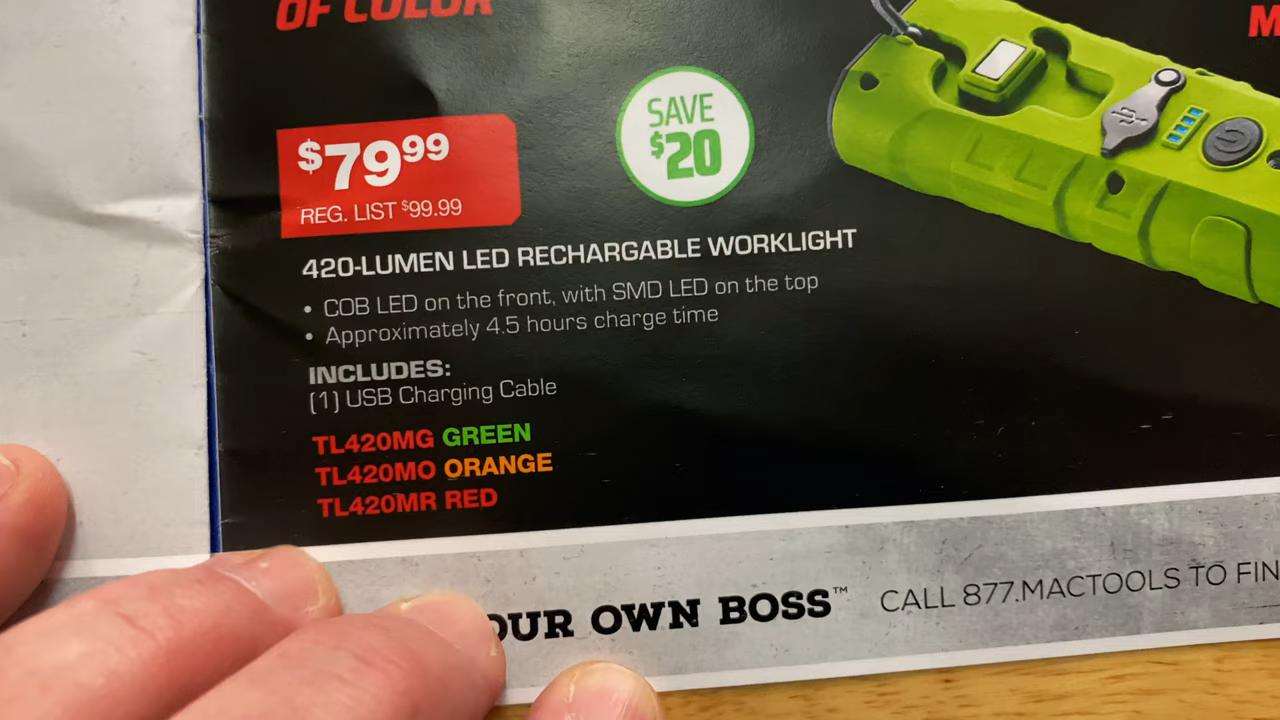 OF COLOR
SAVE
$20
$79.99
REG. LIST $99.99
420-LUMEN LED RECHARGABLE WORKLIGHT
• COB LED on the front, with SMD LED on the top
• Approximately 4.5 hours charge time
INCLUDES:
(1) USB Charging Cable
TL420MG GREEN
TL420MO ORANGE
TL420MR RED
OUR OWN BOSS™ CALL 877.MACTOOLS TO FIN